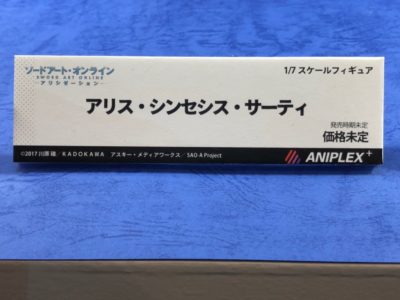 ソードアート・オンライン
SWORD ART ONLINE
-アリシゼーション-
1/7 スケールフィギュア
アリス・シンセシス・サーティ
発売時期未定
価格未定
©2017 川原 礫／KADOKAWA アスキー・メディアワークス／SAO-A Project
ANIPLEX+